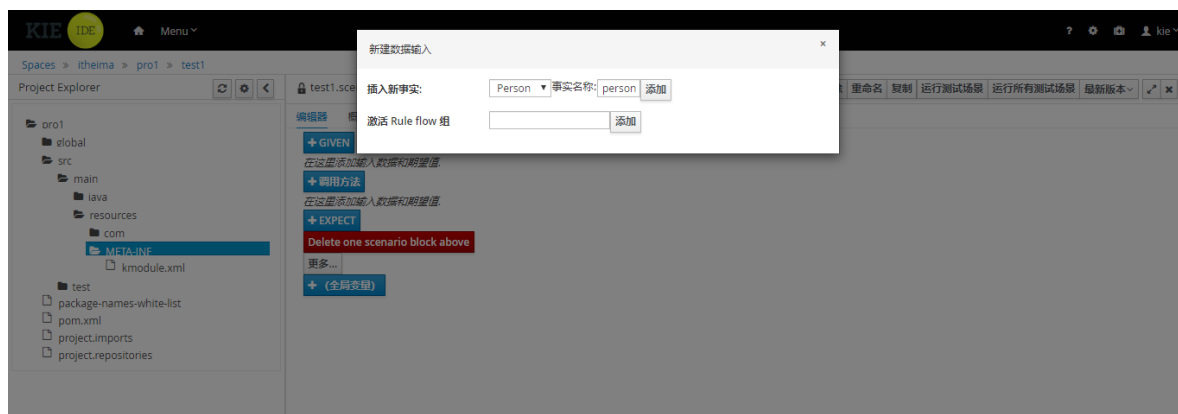 KIE IDE Menu ? kie
Spaces » itheima » pro1 » test1
Project Explorer
pro1
global
src
main
java
resources
com
META-INF
kmodule.xml
test
package-names-white-list
pom.xml
project.imports
project.repositories
test1.sce
重命名 复制 运行测试场景 运行所有测试场景 最新版本
编辑器
+ GIVEN
在这里添加输入数据和期望值.
+ 调用方法
在这里添加输入数据和期望值.
+ EXPECT
Delete one scenario block above
更多...
+ (全局变量)
新建数据输入 ×
插入新事实: Person 事实名称: person 添加
激活 Rule flow 组 添加